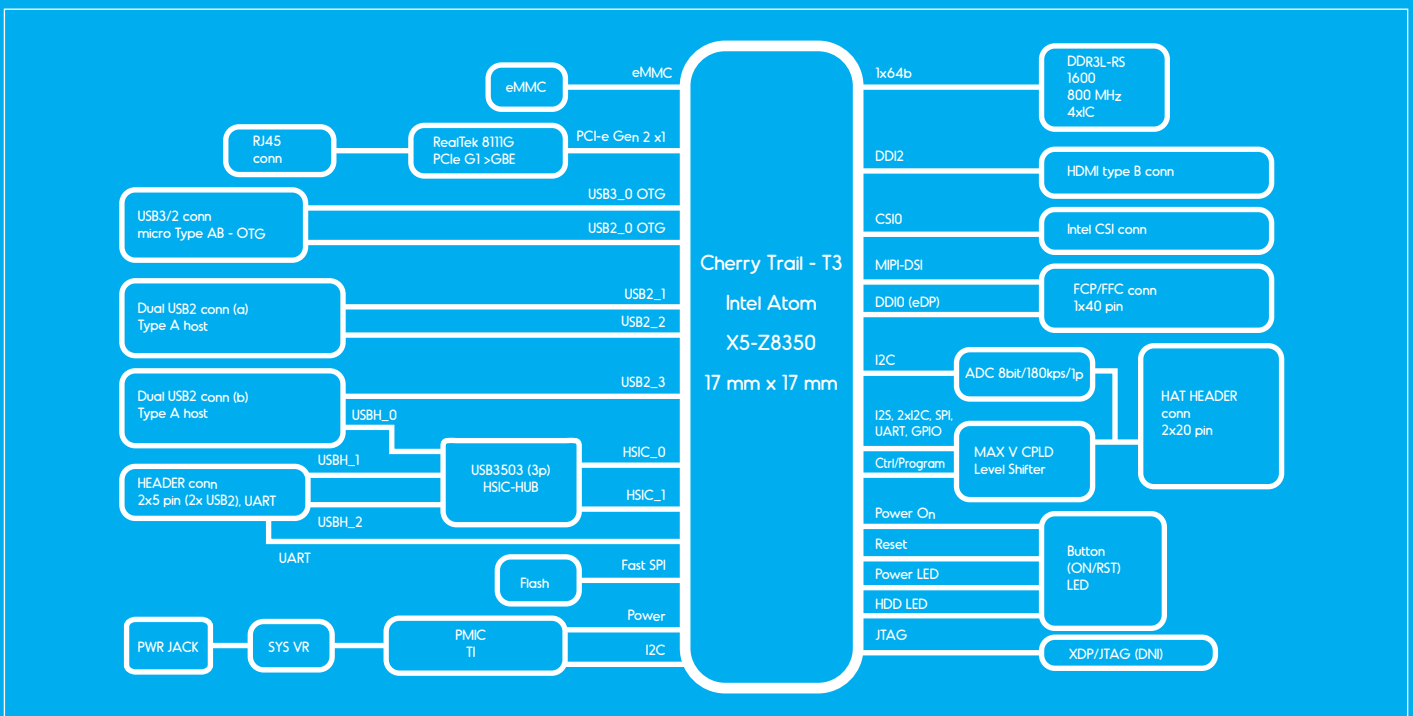 eMMC
eMMC
RJ45
conn
RealTek 8111G
PCIe G1 >GBE
PCI-e Gen 2 x1
USB3/2 conn
micro Type AB - OTG
USB3_0 OTG
USB2_0 OTG
Dual USB2 conn (a)
Type A host
USB2_1
USB2_2
Dual USB2 conn (b)
Type A host
USB2_3
USBH_0
USBH_1
HEADER conn
2x5 pin (2x USB2), UART
USBH_2
UART
USB3503 (3p)
HSIC-HUB
HSIC_0
HSIC_1
Flash
Fast SPI
PWR JACK
SYS VR
PMIC
TI
Power
I2C
Cherry Trail - T3
Intel Atom
X5-Z8350
17 mm x 17 mm
1x64b
DDR3L-RS
1600
800 MHz
4xIC
DDI2
HDMI type B conn
CSI0
Intel CSI conn
MIPI-DSI
DDI0 (eDP)
FCP/FFC conn
1x40 pin
I2C
ADC 8bit/180kps/1p
I2S, 2xI2C, SPI,
UART, GPIO
Ctrl/Program
MAX V CPLD
Level Shifter
HAT HEADER
conn
2x20 pin
Power On
Reset
Power LED
HDD LED
Button
(ON/RST)
LED
JTAG
XDP/JTAG (DNI)